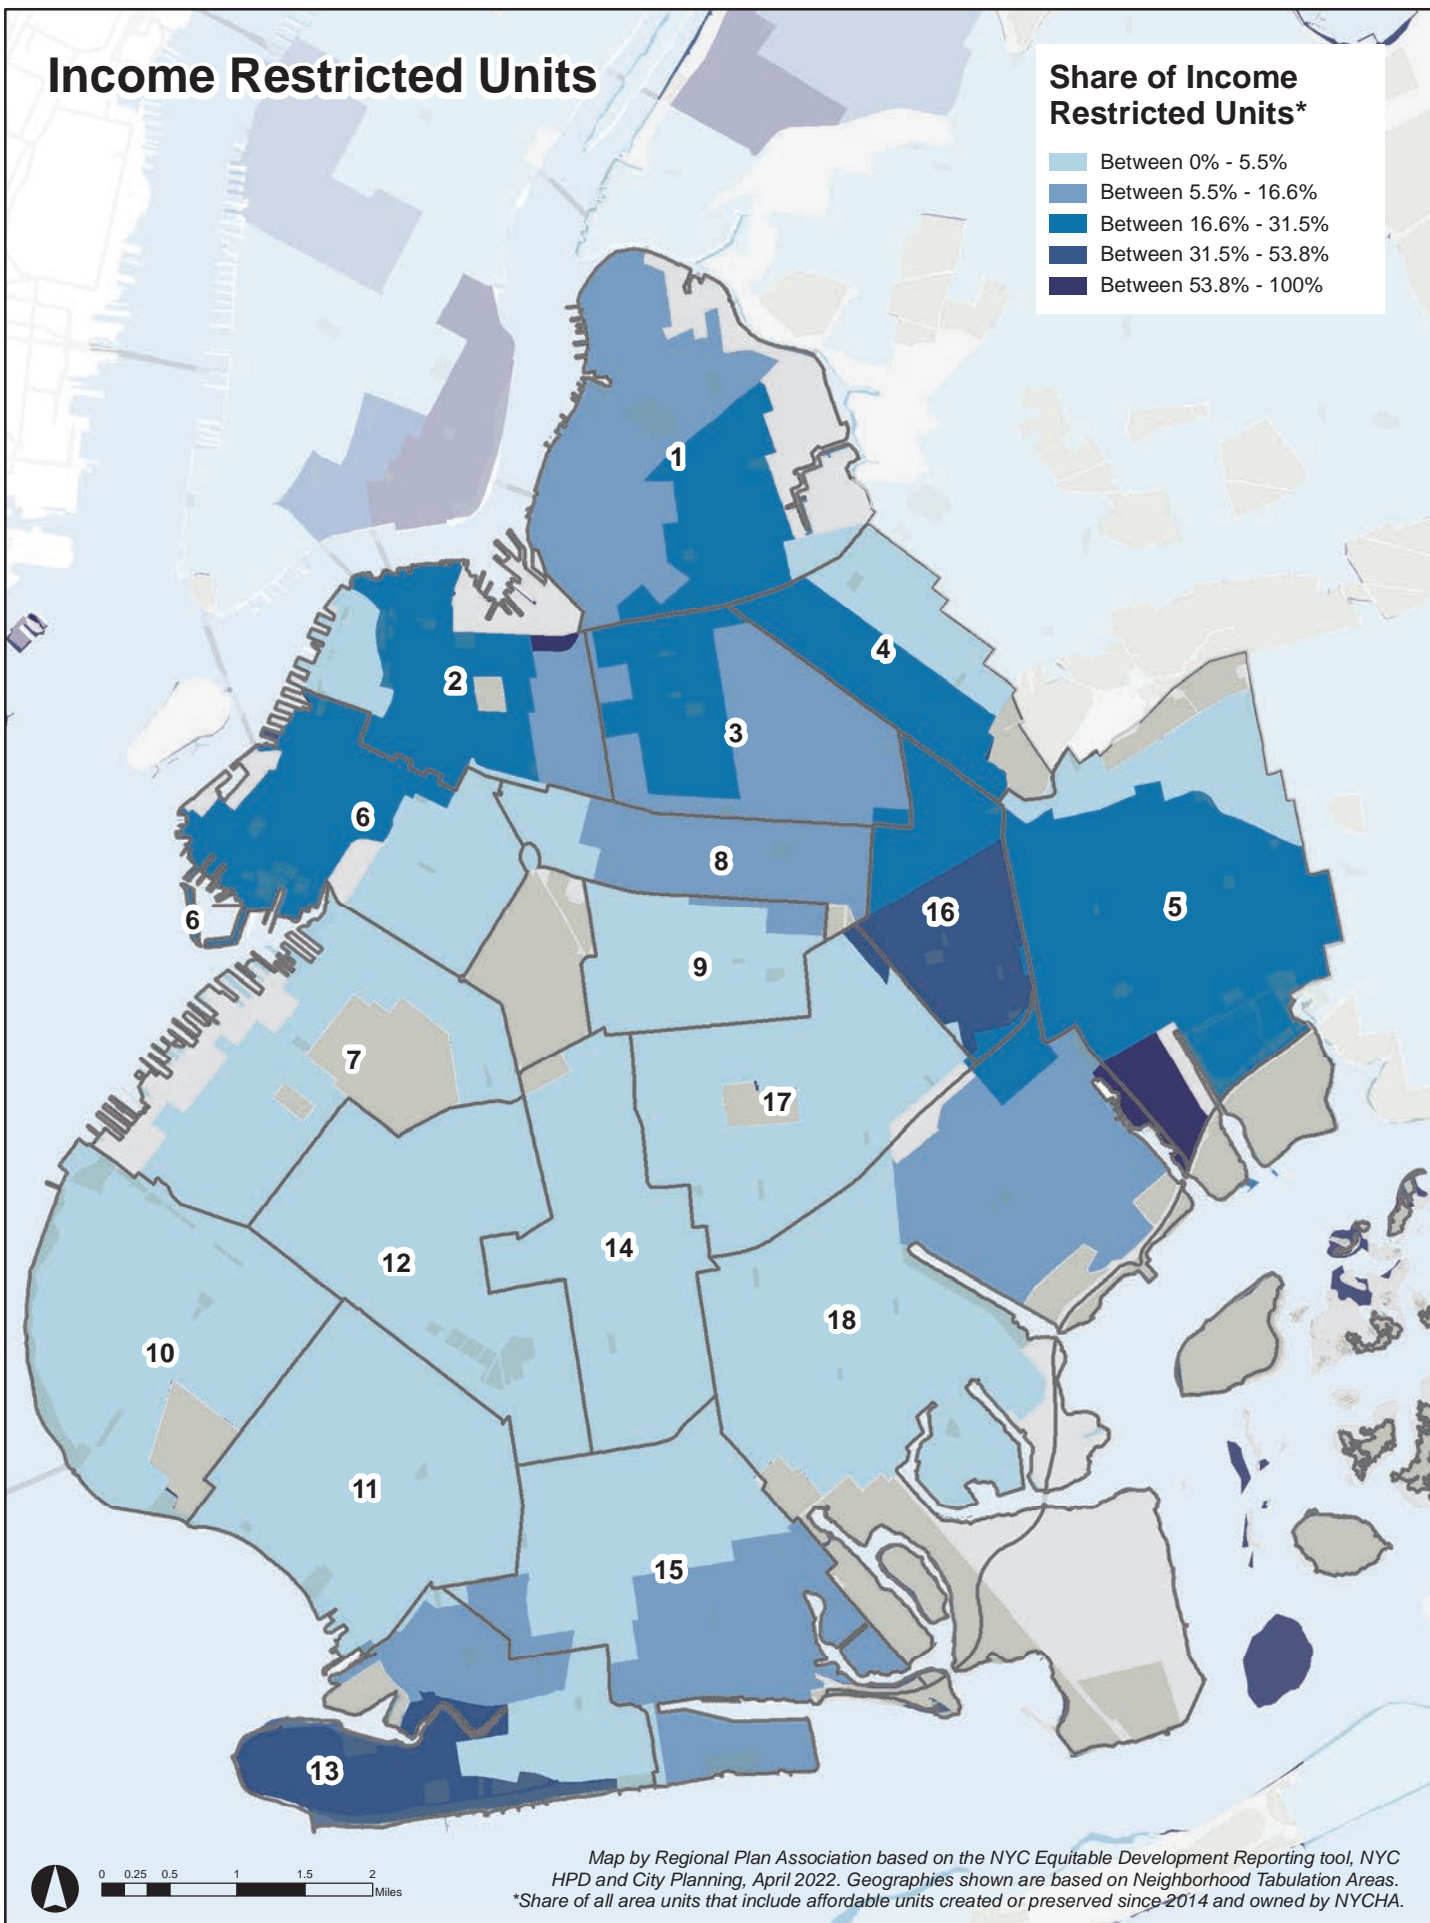 Income Restricted Units
Share of Income
Restricted Units*
Between 0% - 5.5%
Between 5.5% - 16.6%
Between 16.6% - 31.5%
Between 31.5% - 53.8%
Between 53.8% - 100%
1
4
2
3
6
8
5
16
6
9
7
17
14
12
18
10
11
15
13
0 0.25 0.5 1 1.5 2
Miles
Map by Regional Plan Association based on the NYC Equitable Development Reporting tool, NYC
HPD and City Planning, April 2022. Geographies shown are based on Neighborhood Tabulation Areas.
*Share of all area units that include affordable units created or preserved since 2014 and owned by NYCHA.